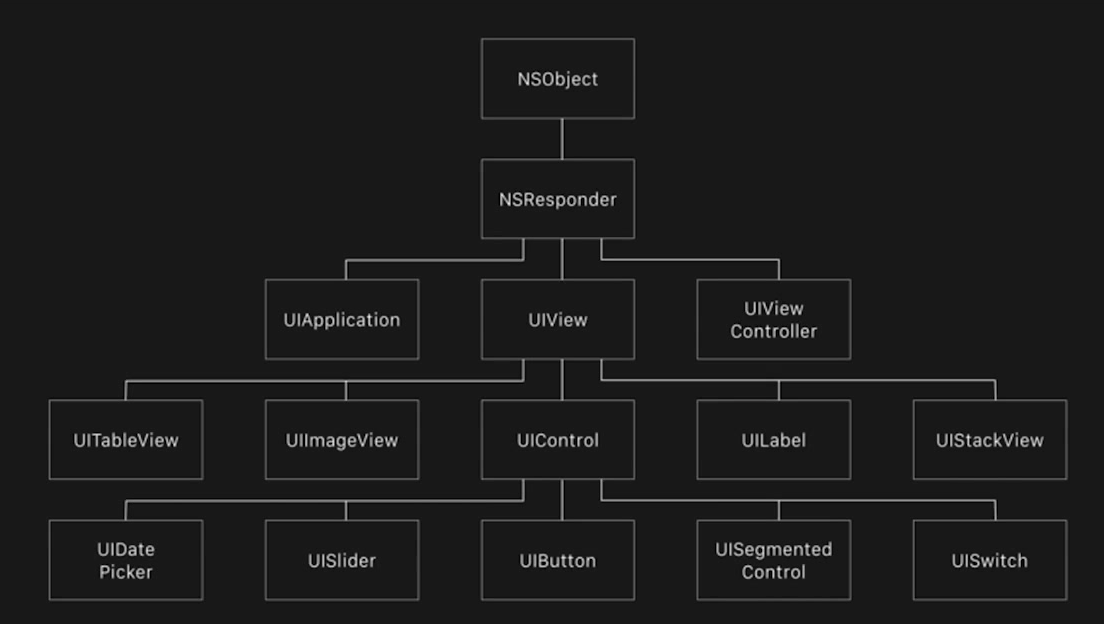 NSObject
NSResponder
UIApplication
UIView
UIView
Controller
UITableView
UIImageView
UIControl
UILabel
UIStackView
UIDate
Picker
UISlider
UIButton
UISegmented
Control
UISwitch